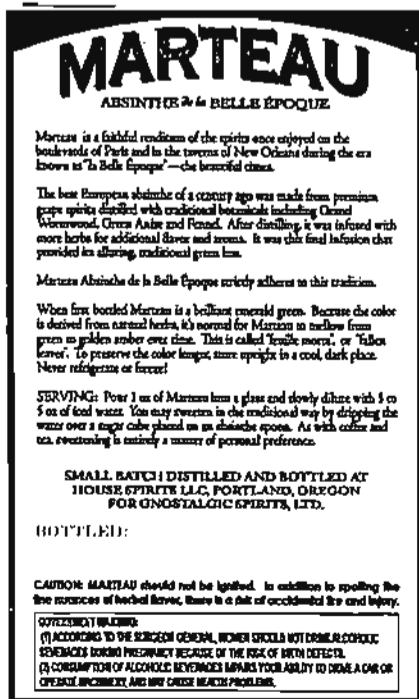 MARTEAU
ABSINTHE de la BELLE ÉPOQUE
Marteau is a faithful rendition of the spirits once enjoyed on the
boulevards of Paris and in the taverns of New Orleans during the era
known as "la Belle Époque"—the beautiful times.
The best European absinthe of a century ago was made from premium
grape spirits distilled with traditional botanicals including Grand
Wormwood, Green Anise and Fennel. After distilling, it was infused with
more herbs for additional flavor and aroma. It was this final infusion that
provided its alluring, traditional green hue.
Marteau Absinthe de la Belle Époque strictly adheres to this tradition.
When first bottled Marteau is a brilliant emerald green. Because the color
is derived from natural herbs, it's normal for Marteau to mellow from
green to golden amber over time. This is called "feuille morte", or "fallen
leaves". To preserve the color longer, store upright in a cool, dark place.
Never refrigerate or freeze!
SERVING: Pour 1 oz of Marteau into a glass and slowly dilute with 3 to
5 oz of iced water. You may sweeten in the traditional way by dripping the
water over a sugar cube placed on an absinthe spoon. As with coffee and
tea, sweetening is entirely a matter of personal preference.
SMALL BATCH DISTILLED AND BOTTLED AT
HOUSE SPIRITS LLC, PORTLAND, OREGON
FOR GNOSTALGIC SPIRITS, LTD.
BOTTLED:
CAUTION: MARTEAU should not be ignited. In addition to spoiling the
fine nuances of herbal flavor, there is a risk of accidental fire and injury.
GOVERNMENT WARNING:
(1) ACCORDING TO THE SURGEON GENERAL, WOMEN SHOULD NOT DRINK ALCOHOLIC
BEVERAGES DURING PREGNANCY BECAUSE OF THE RISK OF BIRTH DEFECTS.
(2) CONSUMPTION OF ALCOHOLIC BEVERAGES IMPAIRS YOUR ABILITY TO DRIVE A CAR OR
OPERATE MACHINERY, AND MAY CAUSE HEALTH PROBLEMS.